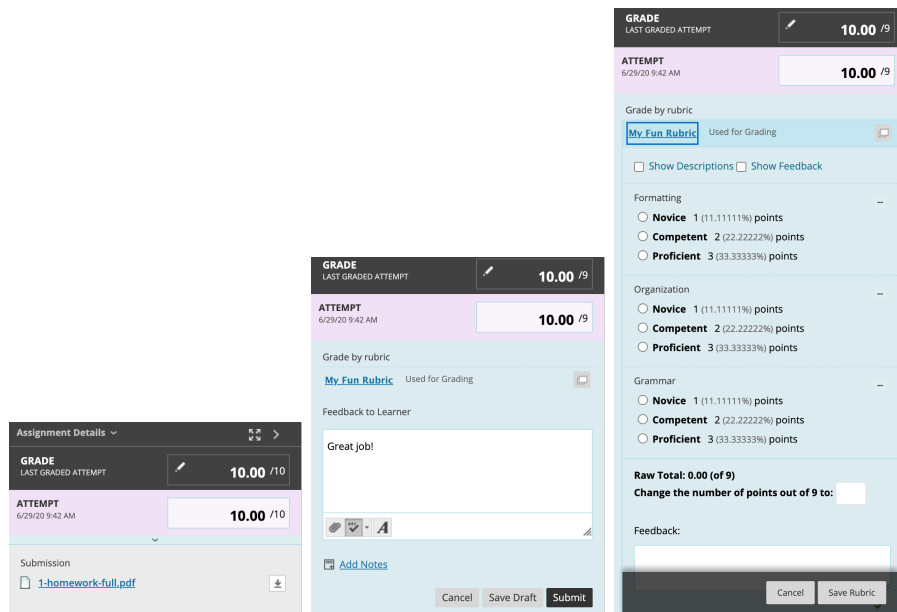 Assignment Details
GRADE
LAST GRADED ATTEMPT
10.00 /10
ATTEMPT
6/29/20 9:42 AM
10.00 /10
Submission
1-homework-full.pdf
GRADE
LAST GRADED ATTEMPT
10.00 /9
ATTEMPT
6/29/20 9:42 AM
10.00 /9
Grade by rubric
My Fun Rubric Used for Grading
Feedback to Learner
Great job!
A
Add Notes
Cancel Save Draft Submit
GRADE
LAST GRADED ATTEMPT
10.00 /9
ATTEMPT
6/29/20 9:42 AM
10.00 /9
Grade by rubric
My Fun Rubric Used for Grading
Show Descriptions Show Feedback
Formatting --
Novice 1 (11.11111%) points
Competent 2 (22.22222%) points
Proficient 3 (33.33333%) points
Organization --
Novice 1 (11.11111%) points
Competent 2 (22.22222%) points
Proficient 3 (33.33333%) points
Grammar --
Novice 1 (11.11111%) points
Competent 2 (22.22222%) points
Proficient 3 (33.33333%) points
Raw Total: 0.00 (of 9)
Change the number of points out of 9 to:
Feedback:
Cancel Save Rubric